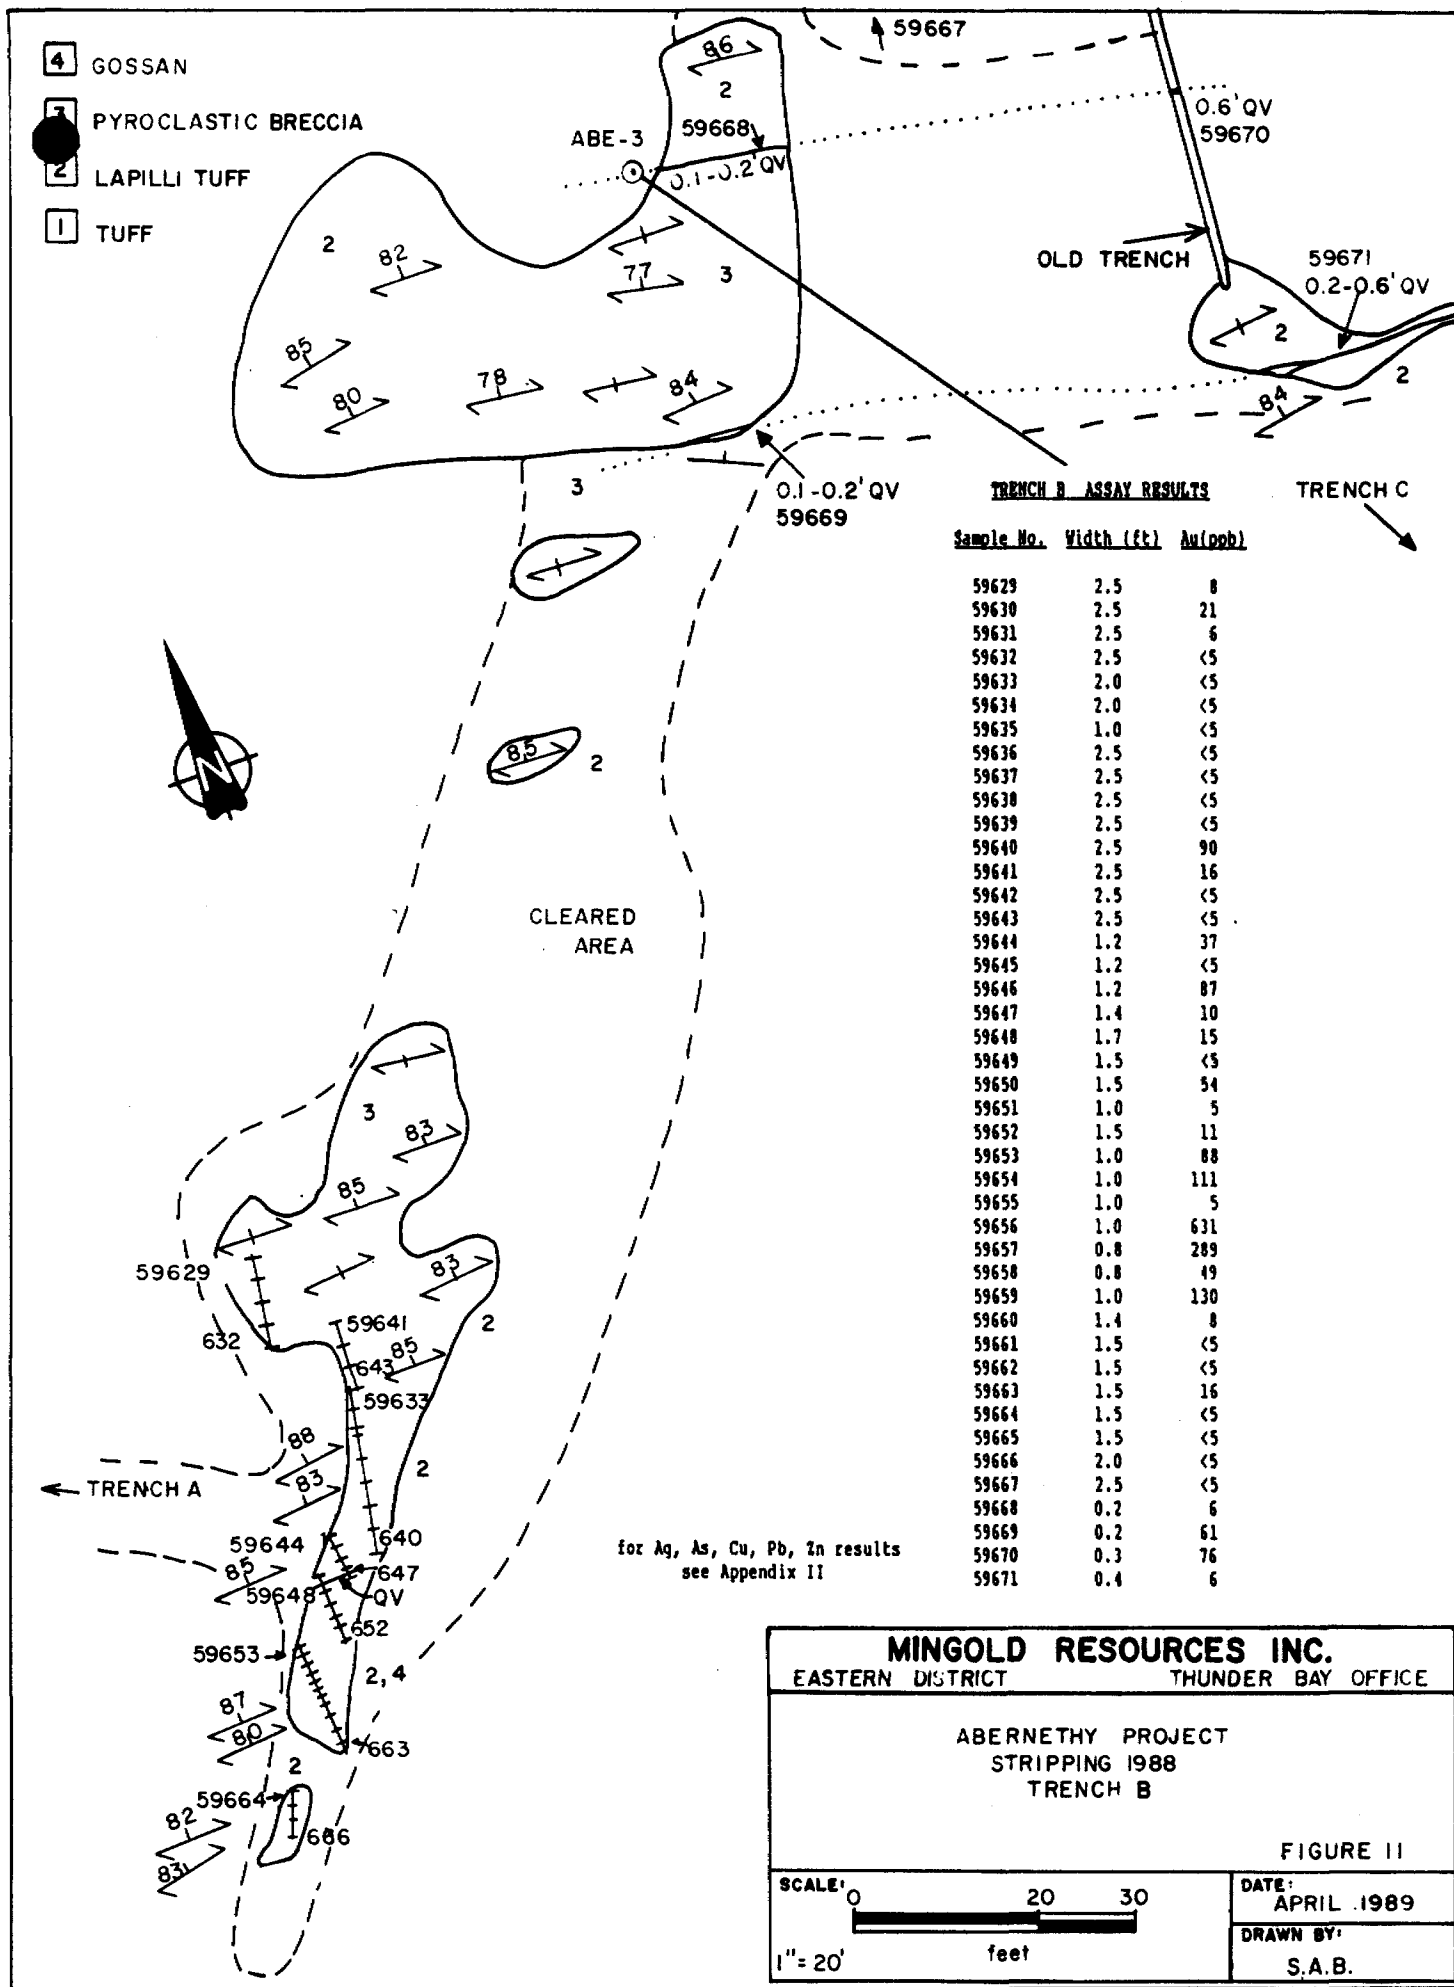 4 GOSSAN
3 PYROCLASTIC BRECCIA
2 LAPILLI TUFF
1 TUFF
59667
86
2
59668
ABE-3
0.1-0.2' QV
0.6' QV
59670
OLD TRENCH
59671
0.2-0.6' QV
2
2
84
2
82
77
3
85
80
78
84
3
0.1-0.2' QV
59669
TRENCH C
TRENCH B ASSAY RESULTS
Sample No. Width (ft) Au(ppb)
59629 2.5 8
59630 2.5 21
59631 2.5 6
59632 2.5 <5
59633 2.0 <5
59634 2.0 <5
59635 1.0 <5
59636 2.5 <5
59637 2.5 <5
59638 2.5 <5
59639 2.5 <5
59640 2.5 90
59641 2.5 16
59642 2.5 <5
59643 2.5 <5
59644 1.2 37
59645 1.2 <5
59646 1.2 87
59647 1.4 10
59648 1.7 15
59649 1.5 <5
59650 1.5 54
59651 1.0 5
59652 1.5 11
59653 1.0 88
59654 1.0 111
59655 1.0 5
59656 1.0 631
59657 0.8 289
59658 0.8 49
59659 1.0 130
59660 1.4 8
59661 1.5 <5
59662 1.5 <5
59663 1.5 16
59664 1.5 <5
59665 1.5 <5
59666 2.0 <5
59667 2.5 <5
59668 0.2 6
59669 0.2 61
59670 0.3 76
59671 0.4 6
for Ag, As, Cu, Pb, Zn results
see Appendix II
N
85
2
CLEARED
AREA
3
83
85
59629
83
632
59641
2
85
643
59633
88
83
2
TRENCH A
59644
640
85
647
59648
QV
652
59653
2,4
87
80
663
2
59664
82
666
83
MINGOLD RESOURCES INC.
EASTERN DISTRICT THUNDER BAY OFFICE
ABERNETHY PROJECT
STRIPPING 1988
TRENCH B
FIGURE 11
SCALE:
0 20 30
feet
1"=20'
DATE:
APRIL 1989
DRAWN BY:
S.A.B.